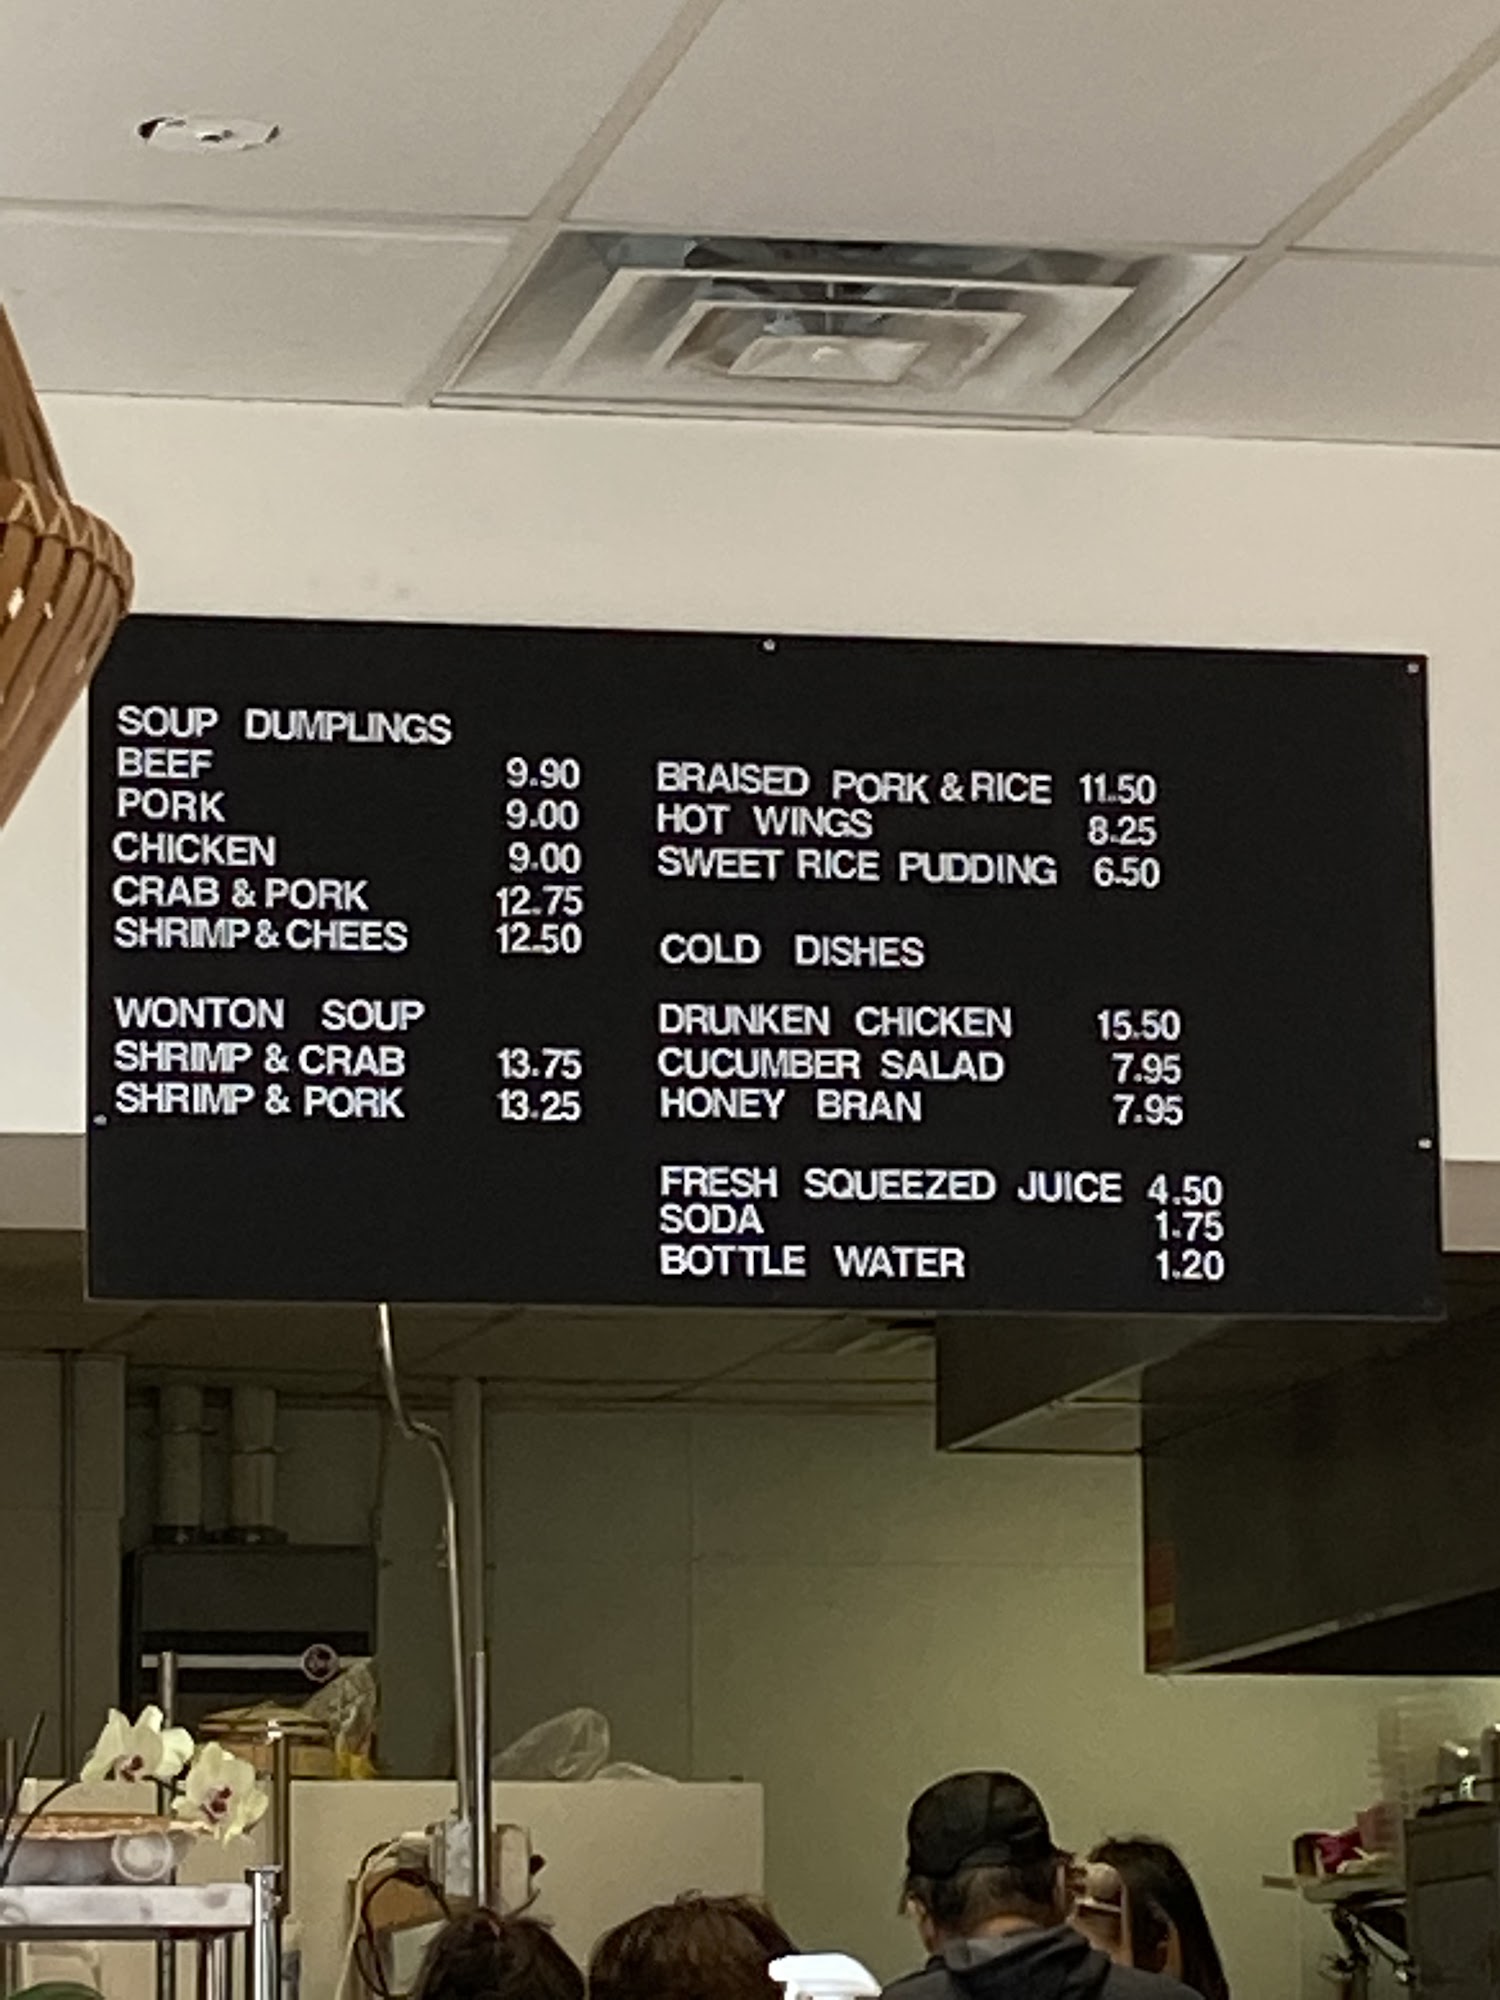 SOUP DUMPLINGS
BEEF 9.90
PORK 9.00
CHICKEN 9.00
CRAB & PORK 12.75
SHRIMP & CHEES 12.50
WONTON SOUP
SHRIMP & CRAB 13.75
SHRIMP & PORK 13.25
BRAISED PORK & RICE 11.50
HOT WINGS 8.25
SWEET RICE PUDDING 6.50
COLD DISHES
DRUNKEN CHICKEN 15.50
CUCUMBER SALAD 7.95
HONEY BRAN 7.95
FRESH SQUEEZED JUICE 4.50
SODA 1.75
BOTTLE WATER 1.20